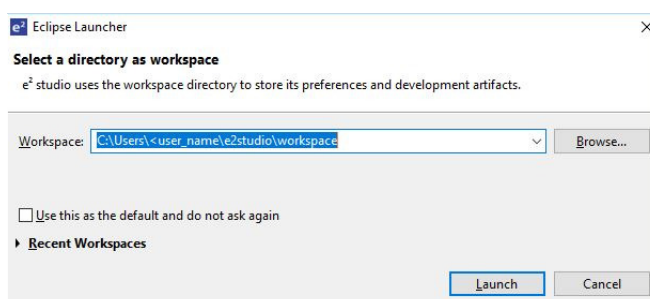 e² Eclipse Launcher
Select a directory as workspace
e² studio uses the workspace directory to store its preferences and development artifacts.
Workspace: C:\Users\<user_name\e2studio\workspace Browse...
Use this as the default and do not ask again
Recent Workspaces
Launch Cancel